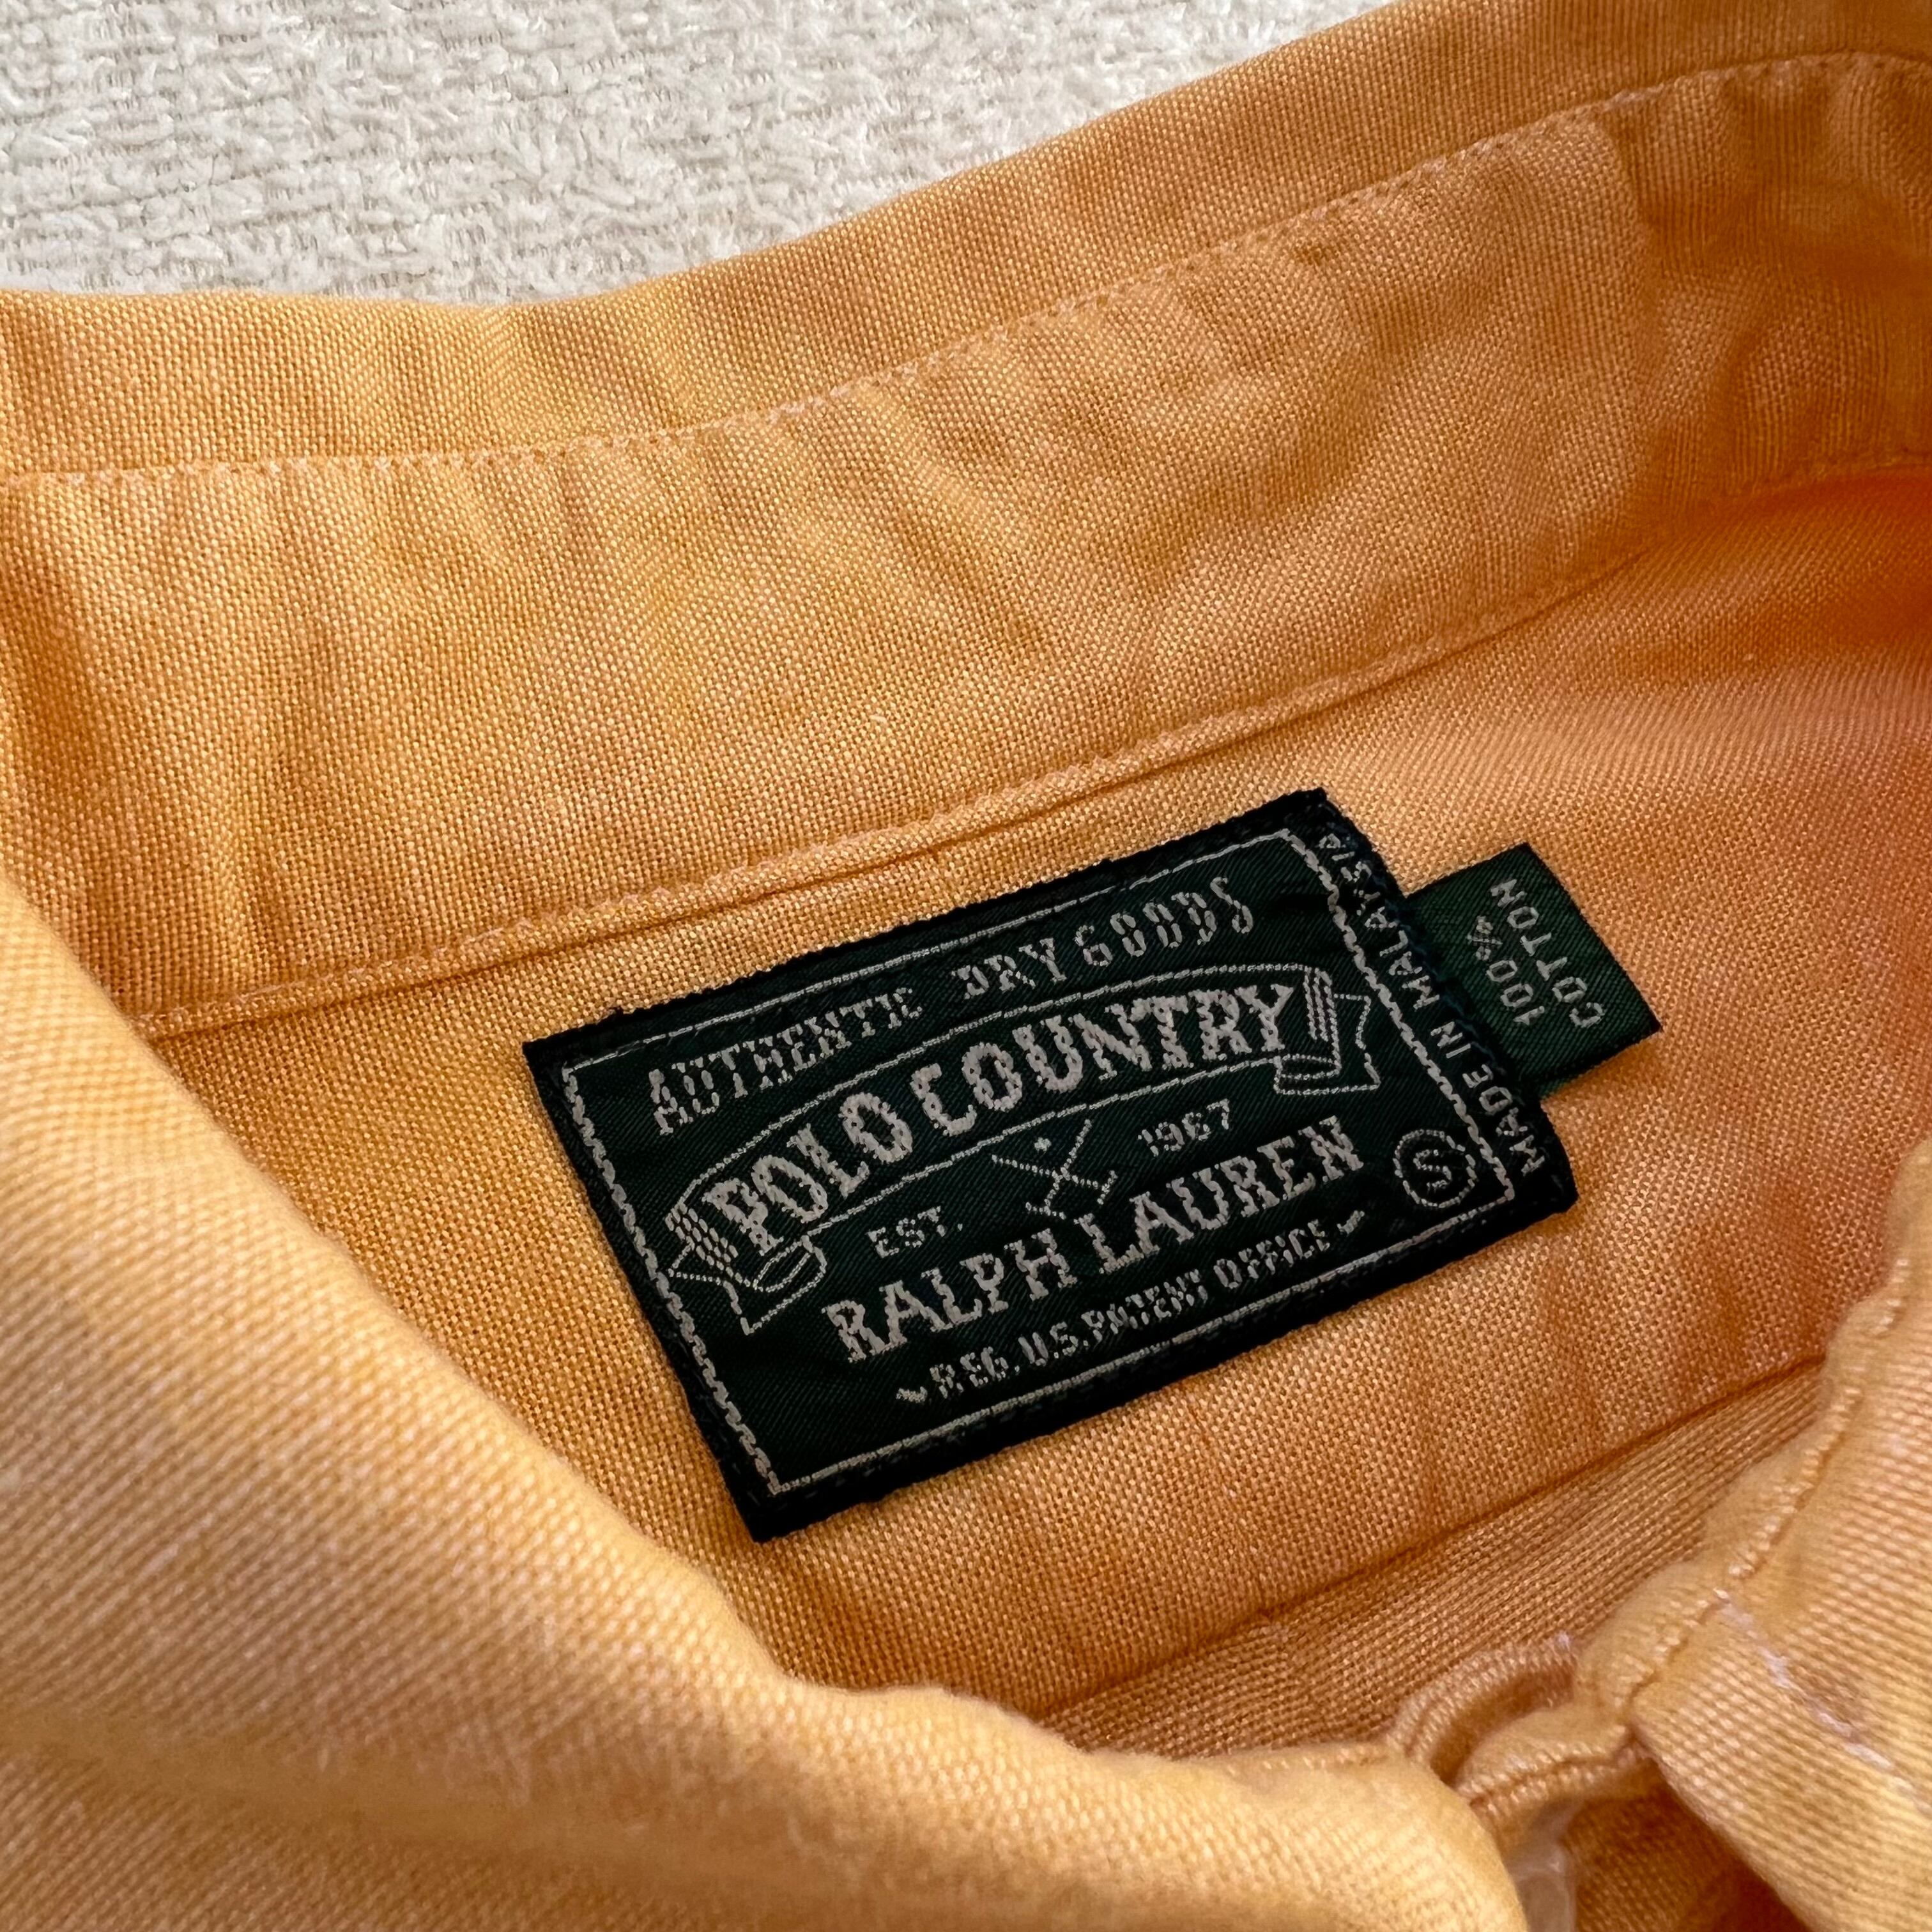 AUTHENTIC DRY GOODS
POLO COUNTRY
EST. 1967
RALPH LAUREN
REG. U.S. PATENT OFFICE
S
MADE IN MALAYSIA
100%
COTTON